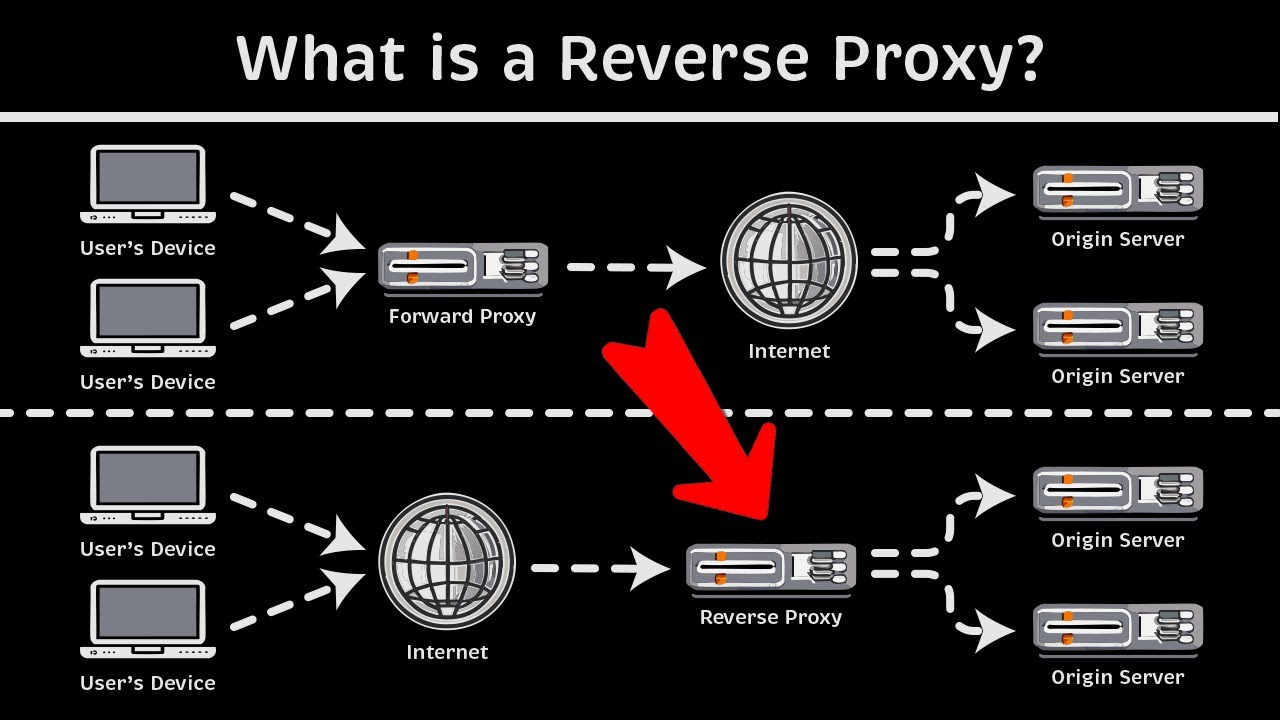 What is a Reverse Proxy?
User's Device
Forward Proxy
Internet
Origin Server
User's Device
Origin Server
User's Device
Internet
Reverse Proxy
Origin Server
User's Device
Origin Server